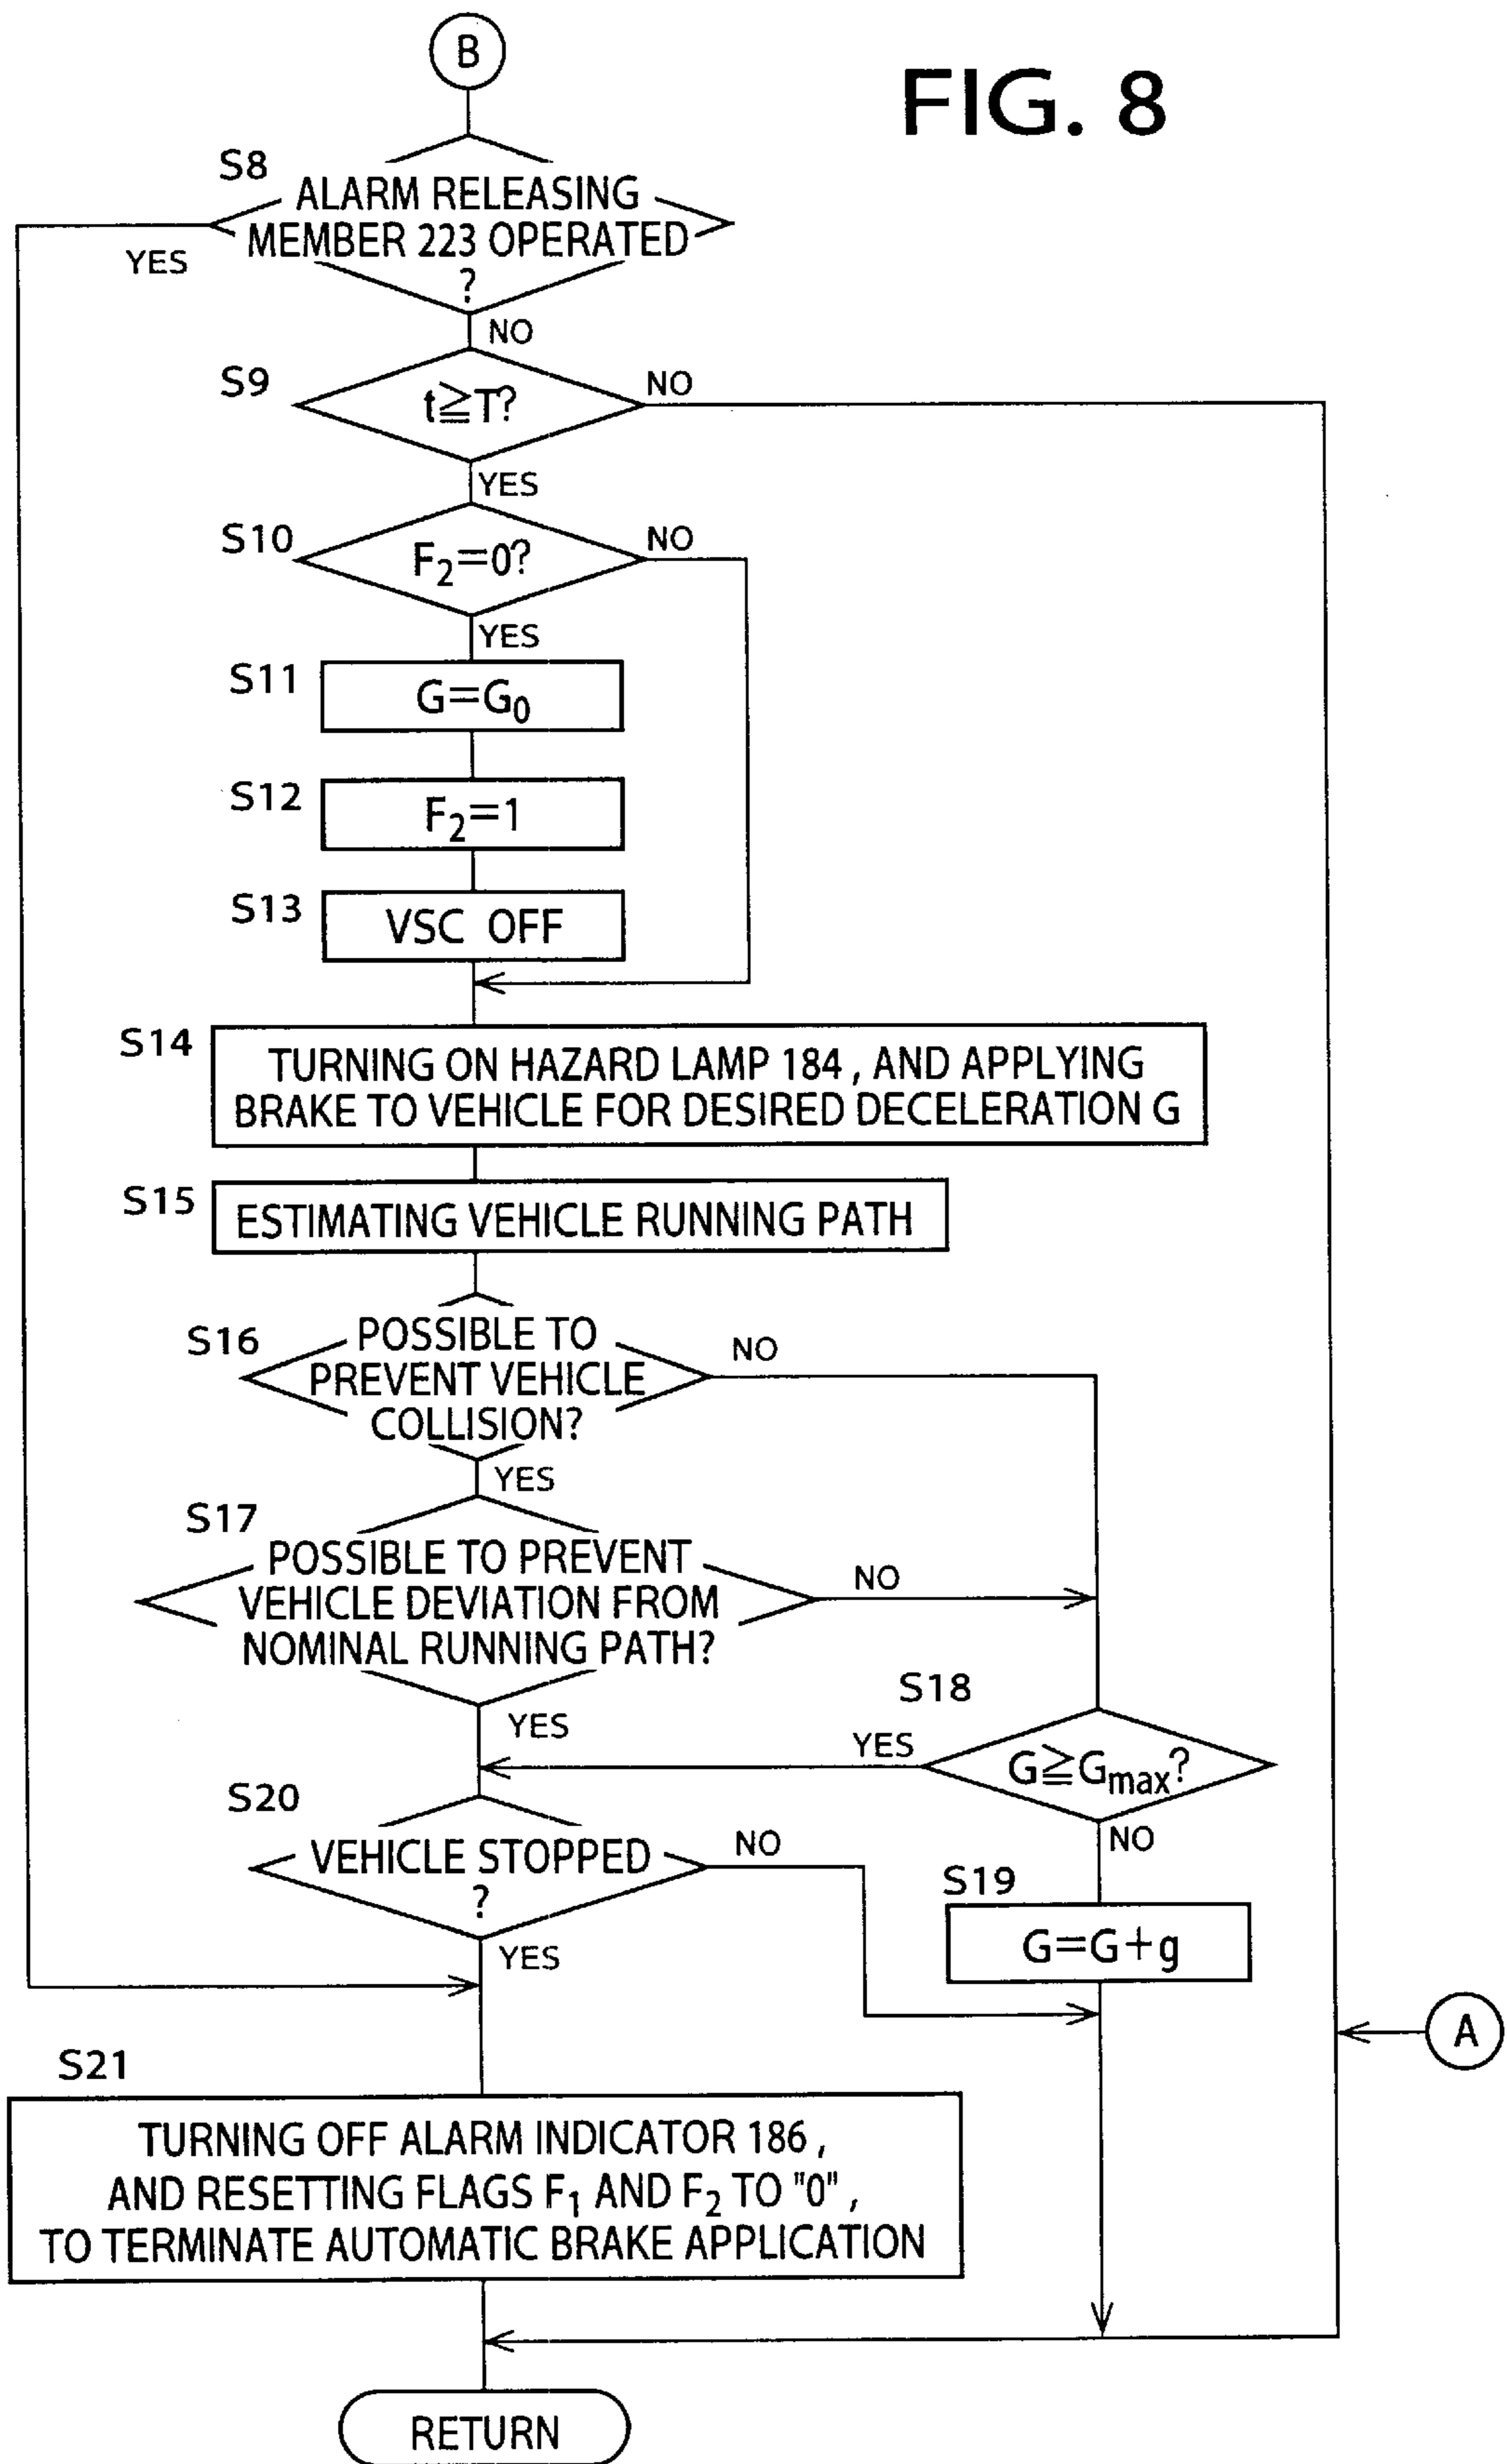 B
FIG. 8
S8
ALARM RELEASING
MEMBER 223 OPERATED
?
YES
NO
S9
t≧T?
NO
YES
S10
F₂=0?
NO
YES
S11
G=G₀
S12
F₂=1
S13
VSC OFF
S14
TURNING ON HAZARD LAMP 184, AND APPLYING
BRAKE TO VEHICLE FOR DESIRED DECELERATION G
S15
ESTIMATING VEHICLE RUNNING PATH
S16
POSSIBLE TO
PREVENT VEHICLE
COLLISION?
NO
YES
S17
POSSIBLE TO PREVENT
VEHICLE DEVIATION FROM
NOMINAL RUNNING PATH?
NO
YES
S18
G≧Gmax?
YES
NO
S19
G=G+g
S20
VEHICLE STOPPED
?
NO
YES
A
S21
TURNING OFF ALARM INDICATOR 186,
AND RESETTING FLAGS F₁ AND F₂ TO "0",
TO TERMINATE AUTOMATIC BRAKE APPLICATION
RETURN